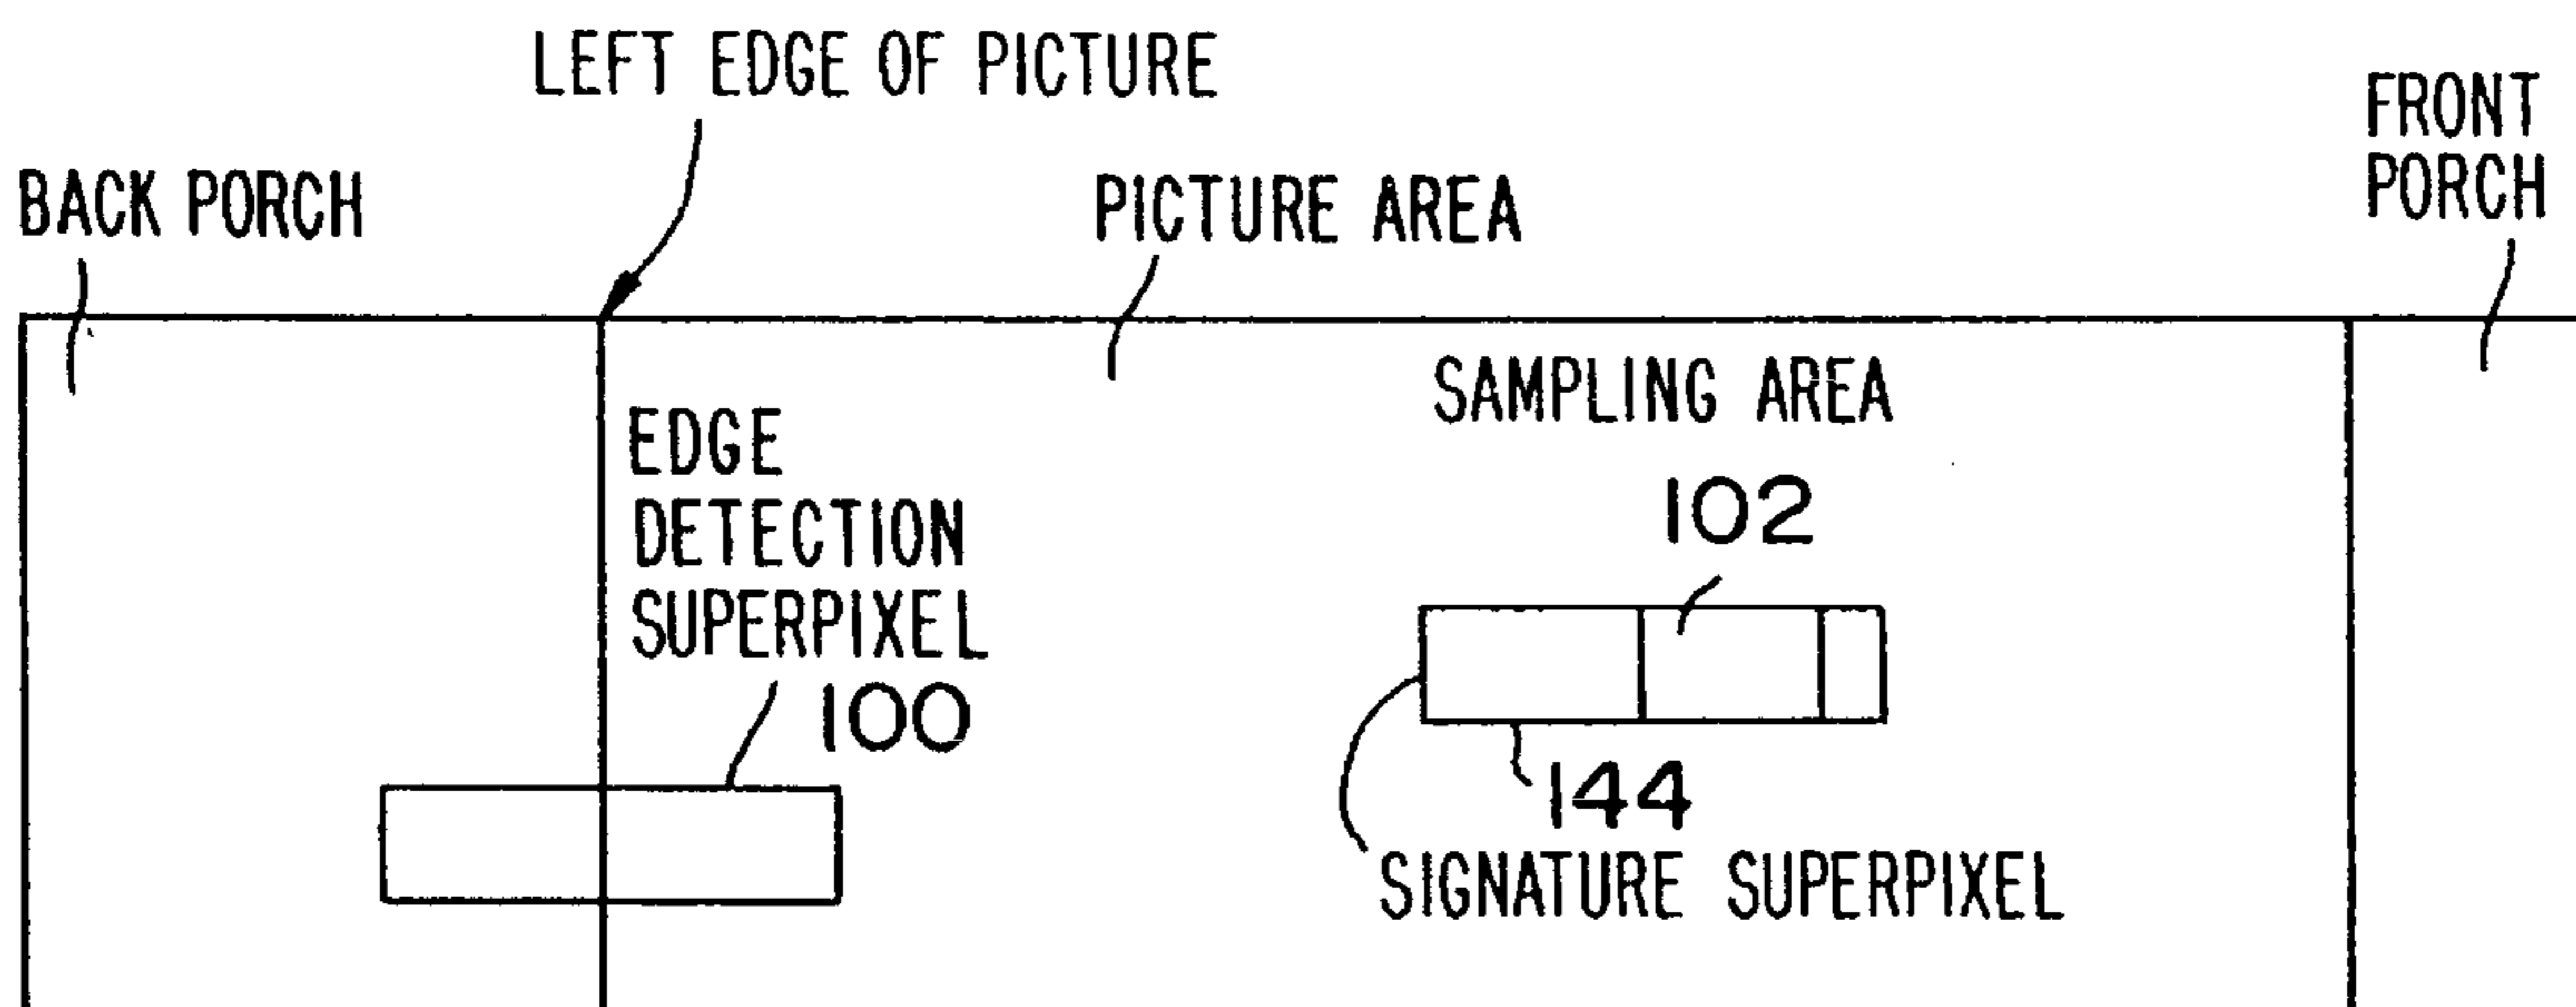 LEFT EDGE OF PICTURE
FRONT
PORCH
BACK PORCH
PICTURE AREA
SAMPLING AREA
EDGE
DETECTION
SUPERPIXEL
100
102
144
SIGNATURE SUPERPIXEL